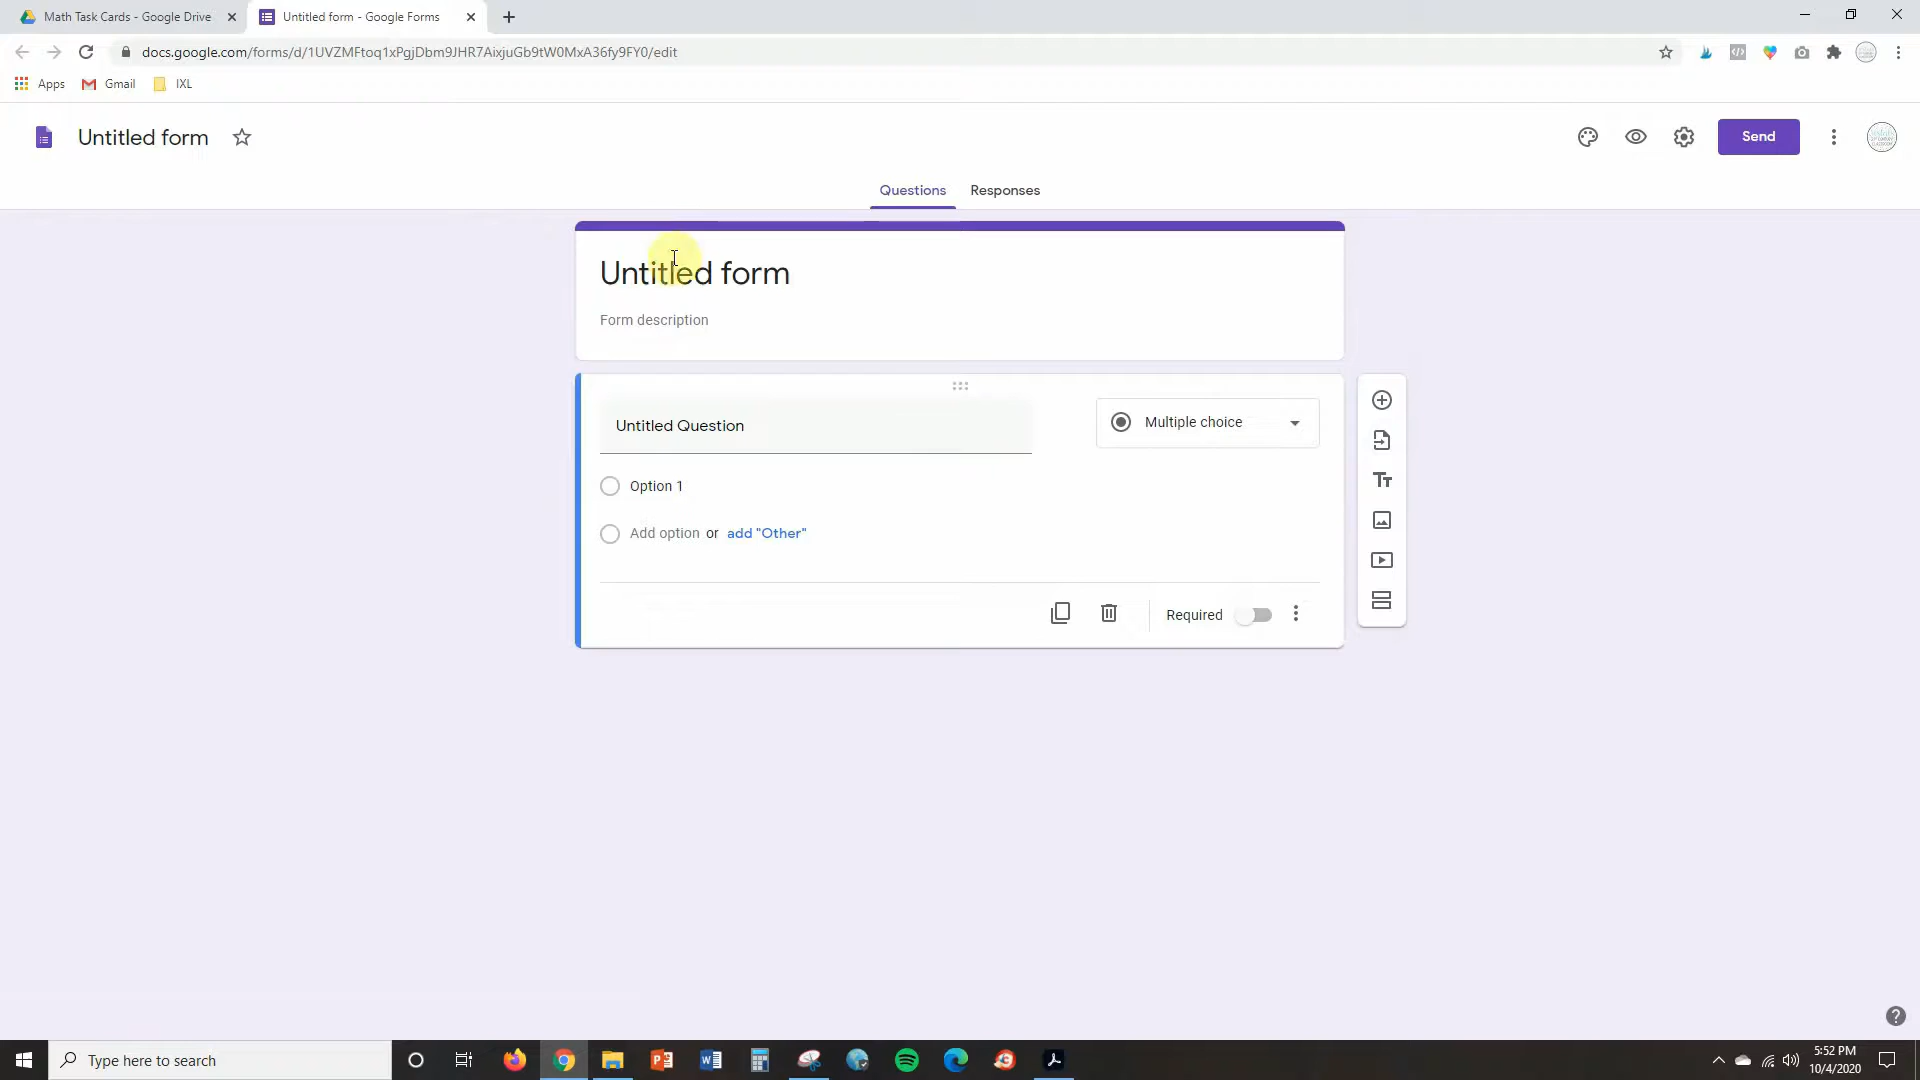 Math Task Cards - Google Drive
Untitled form - Google Forms
docs.google.com/forms/d/1UVZMFtoq1xPgjDbm9JHR7AixjuGb9tW0MxA36fy9FY0/edit
Apps
Gmail
IXL
Untitled form
Send
Questions
Responses
Untitled form
Form description
Untitled Question
Multiple choice
Option 1
Add option or add "Other"
Required
Type here to search
5:52 PM
10/4/2020